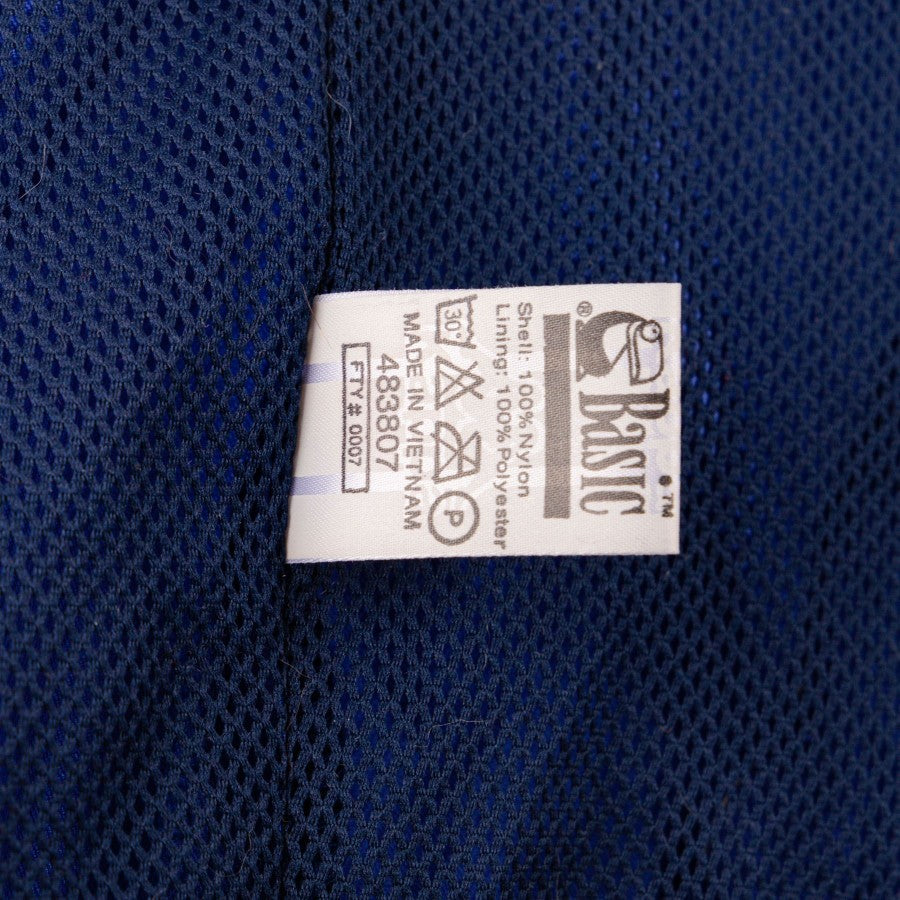 BASIC ™
®
Shell: 100% Nylon
Lining: 100% Polyester
30°
P
MADE IN VIETNAM
483807
FTY # 0007